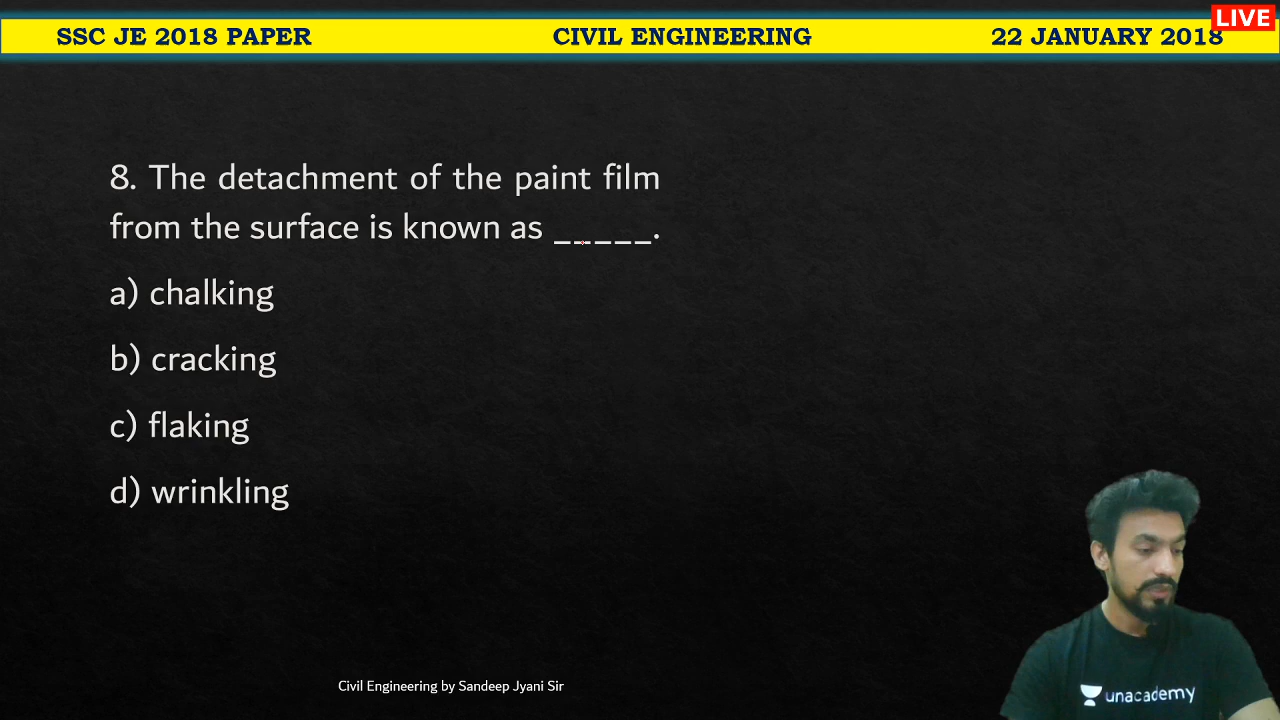 LIVE
SSC JE 2018 PAPER CIVIL ENGINEERING 22 JANUARY 2018
8. The detachment of the paint film
from the surface is known as _____.
a) chalking
b) cracking
c) flaking
d) wrinkling
Civil Engineering by Sandeep Jyani Sir
unacademy